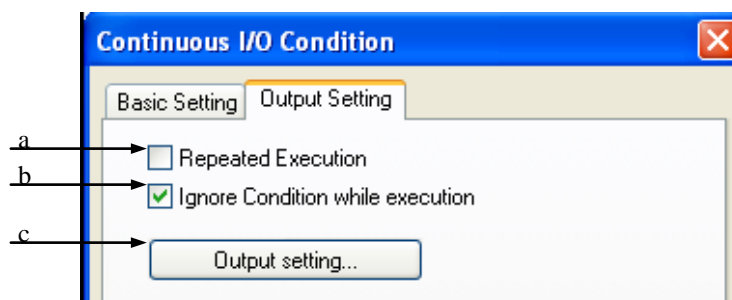 Continuous I/O Condition
Basic Setting Output Setting
a Repeated Execution
b Ignore Condition while execution
c Output setting...